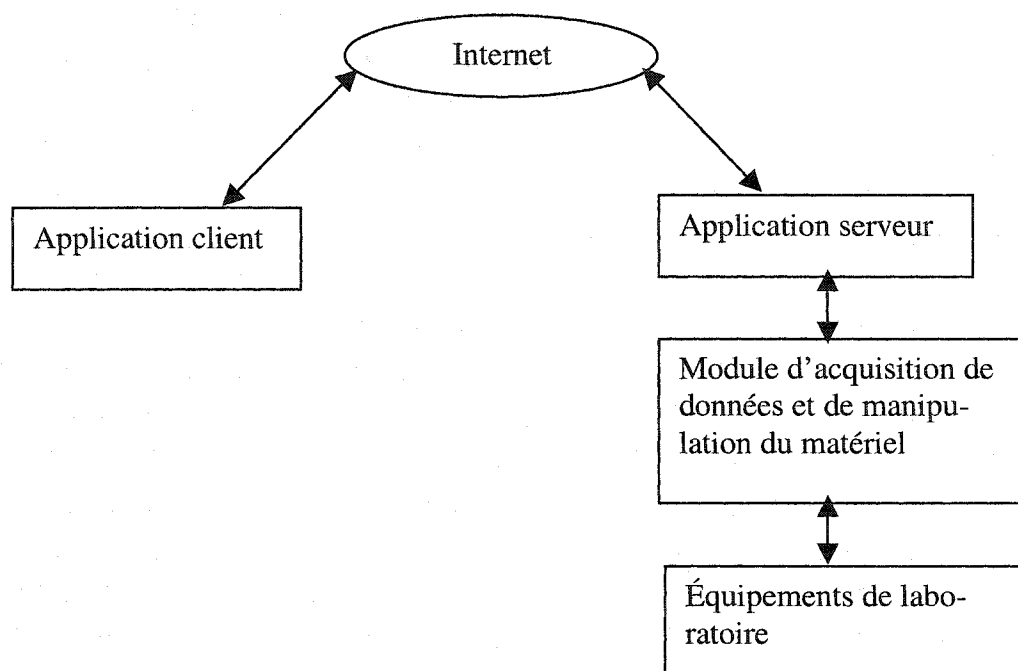 Internet
Application client
Application serveur
Module d'acquisition de
données et de manipu-
lation du matériel
Équipements de labo-
ratoire